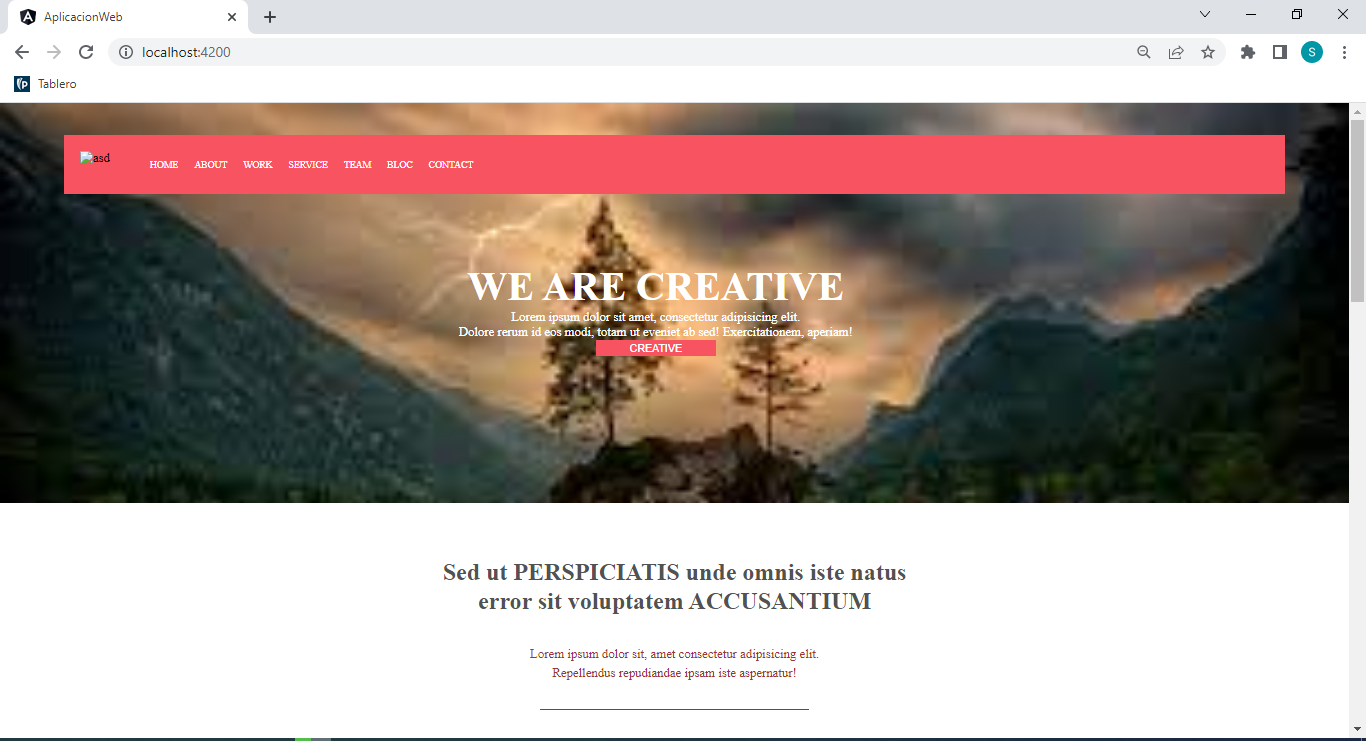 AplicacionWeb
localhost:4200
S
Tablero
asd HOME ABOUT WORK SERVICE TEAM BLOC CONTACT
WE ARE CREATIVE
Lorem ipsum dolor sit amet, consectetur adipisicing elit.
Dolore rerum id eos modi, totam ut eveniet ab sed! Exercitationem, aperiam!
CREATIVE
Sed ut PERSPICIATIS unde omnis iste natus
error sit voluptatem ACCUSANTIUM
Lorem ipsum dolor sit, amet consectetur adipisicing elit.
Repellendus repudiandae ipsam iste aspernatur!